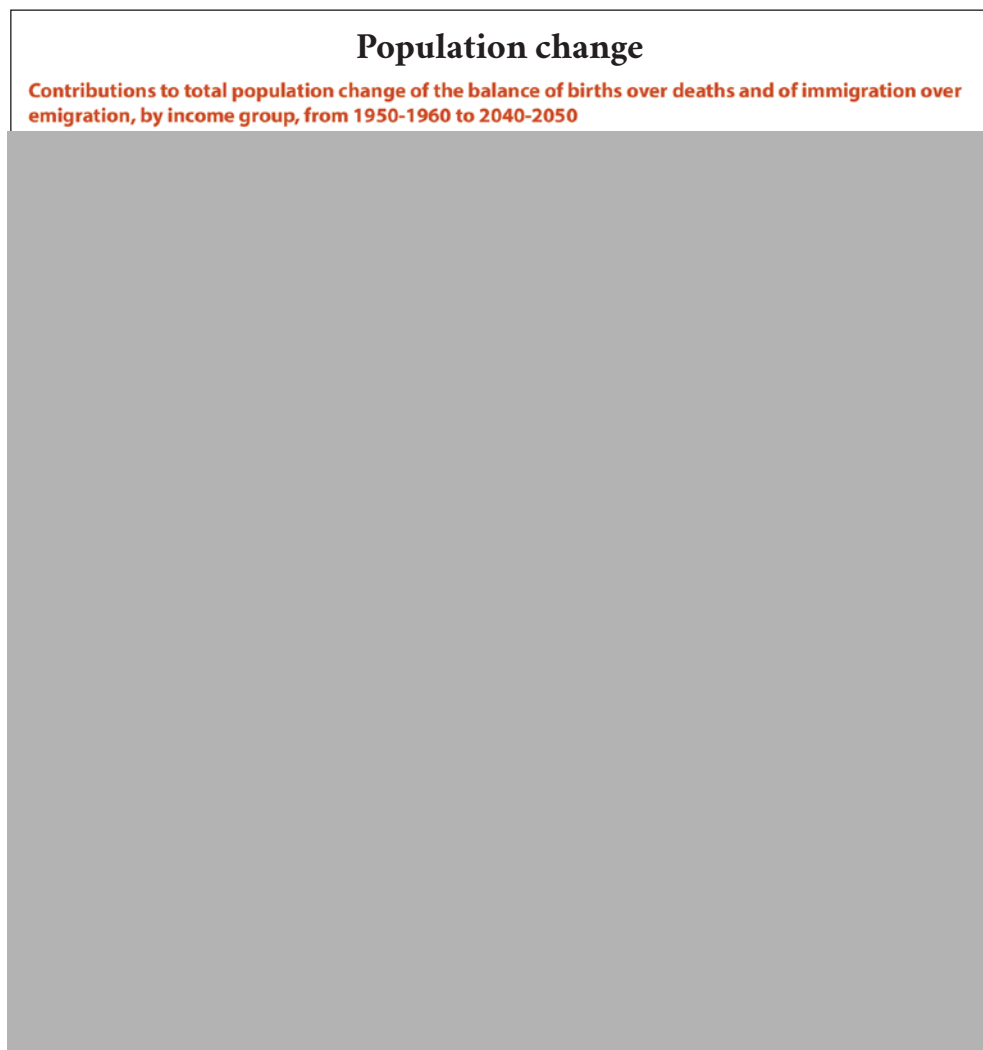 Population change
Contributions to total population change of the balance of births over deaths and of immigration over
emigration, by income group, from 1950-1960 to 2040-2050